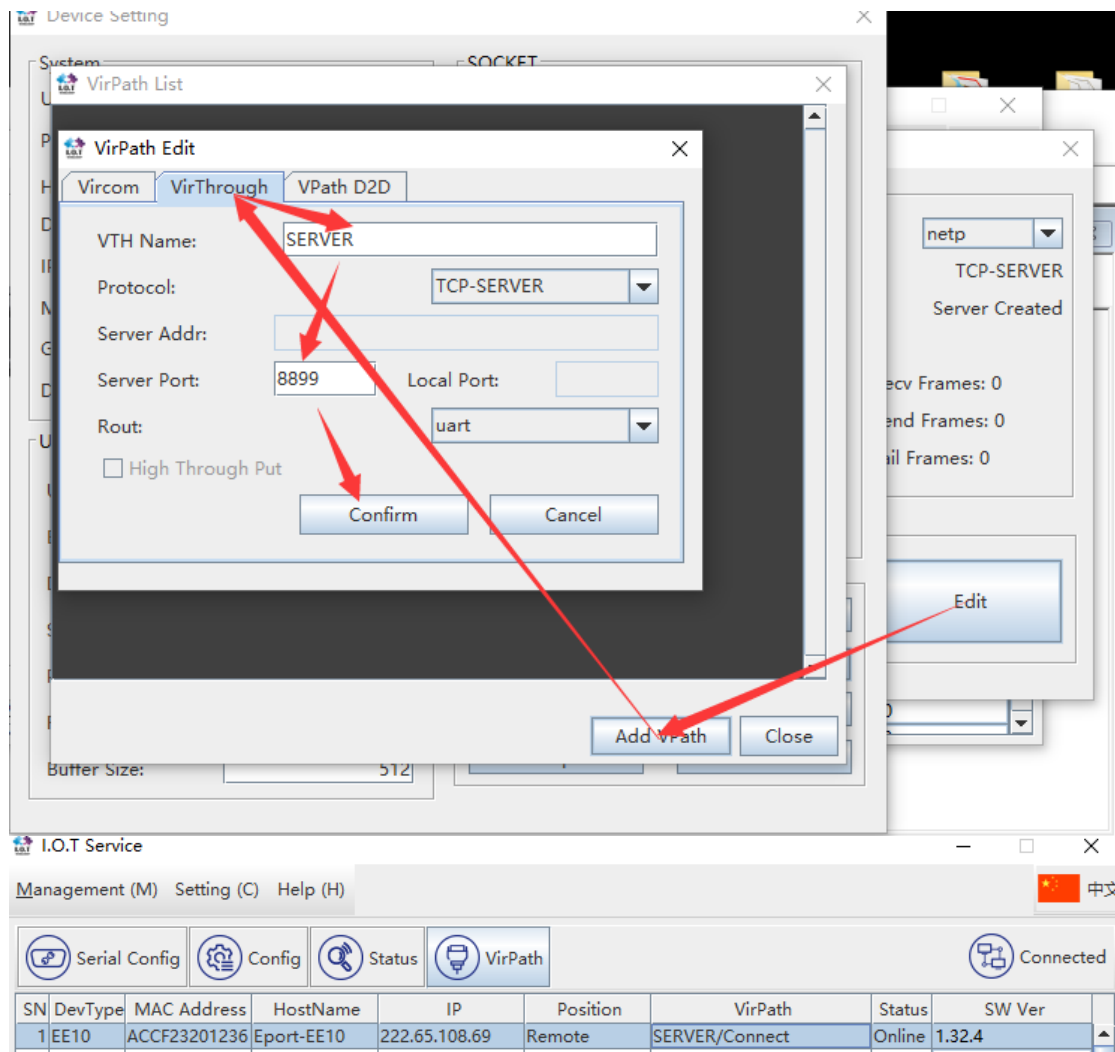 Device Setting
System
SOCKET
VirPath List
VirPath Edit
Vircom VirThrough VPath D2D
VTH Name: SERVER
Protocol: TCP-SERVER
Server Addr:
Server Port: 8899 Local Port:
Rout: uart
High Through Put
Confirm Cancel
netp
TCP-SERVER
Server Created
ecv Frames: 0
end Frames: 0
ail Frames: 0
Edit
Add VPath Close
Buffer Size: 512
I.O.T Service
Management (M) Setting (C) Help (H) 中文
Serial Config Config Status VirPath Connected
SN DevType MAC Address HostName IP Position VirPath Status SW Ver
1 EE10 ACCF23201236 Eport-EE10 222.65.108.69 Remote SERVER/Connect Online 1.32.4